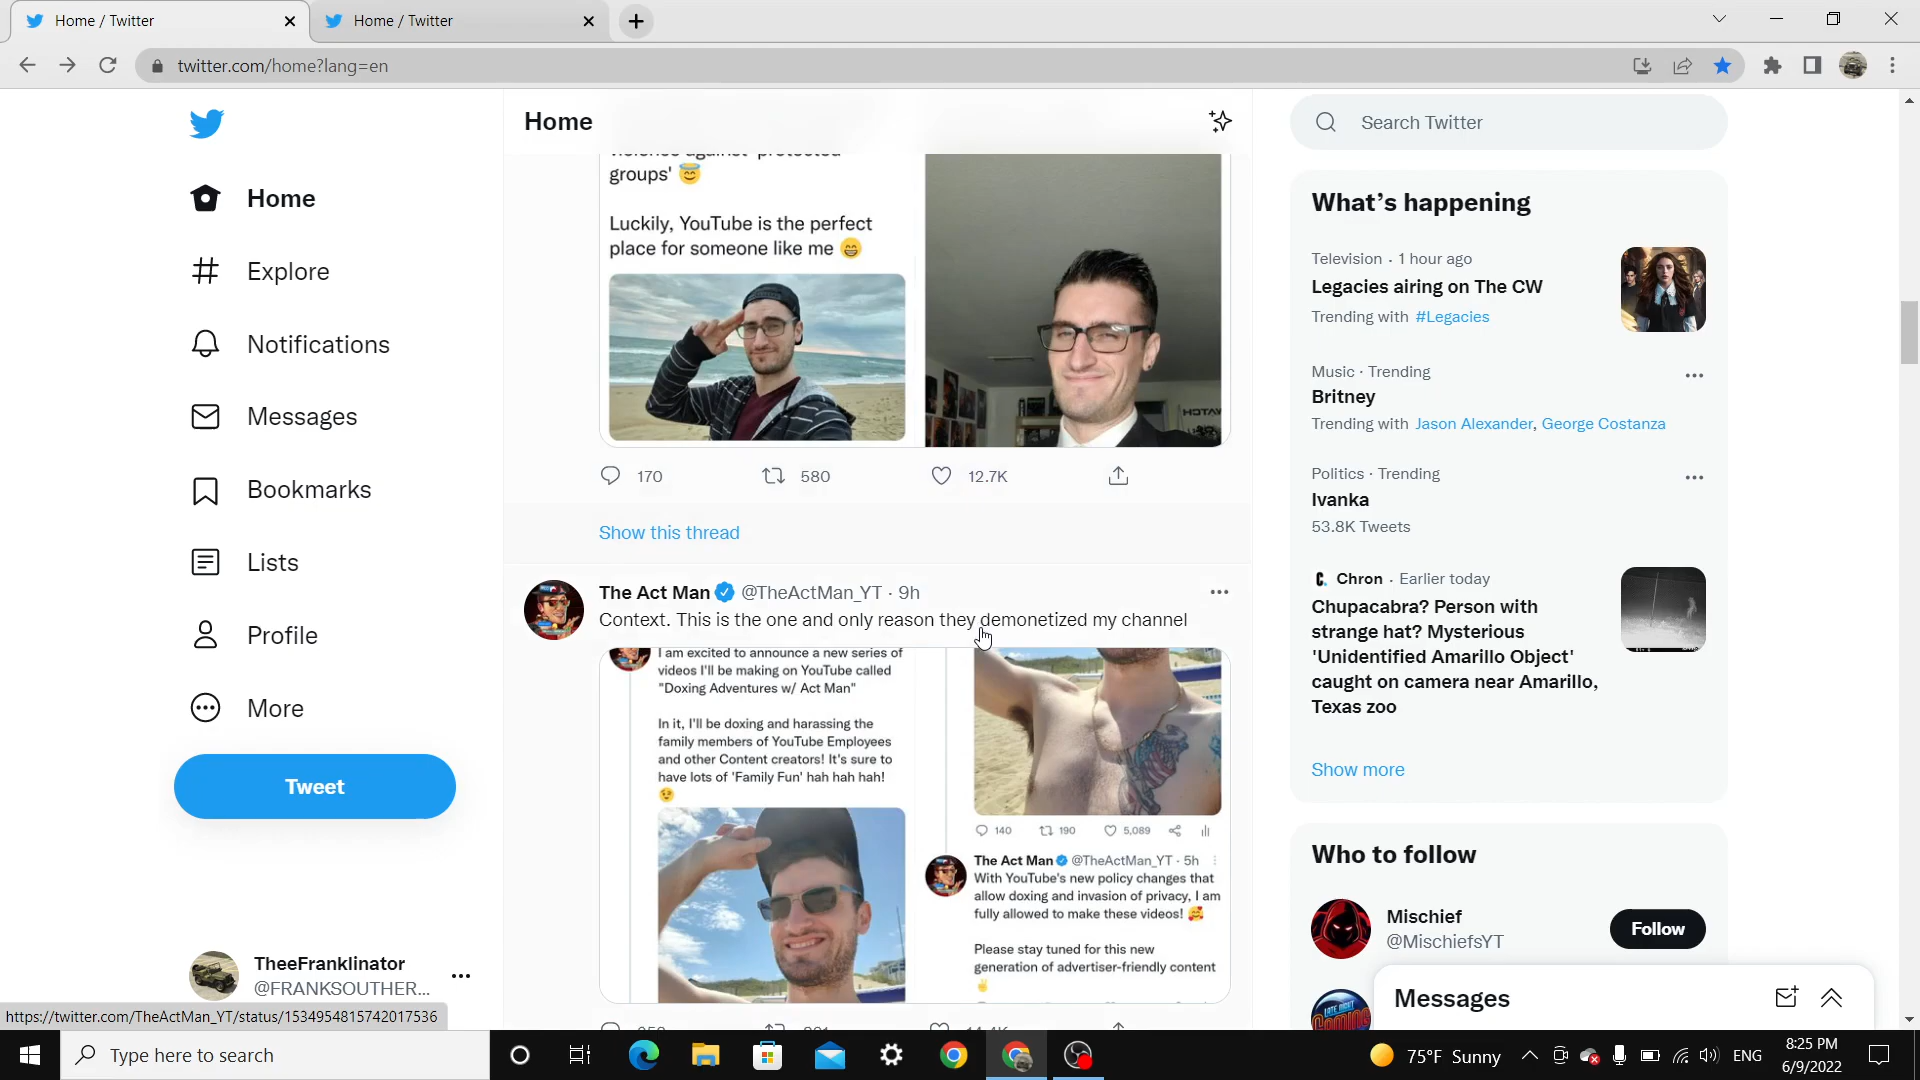 Home / Twitter
Home / Twitter
twitter.com/home?lang=en
Home
Explore
Notifications
Messages
Bookmarks
Lists
Profile
More
Tweet
TheeFranklinator
@FRANKSOUTHER...
https://twitter.com/TheActMan_YT/status/1534954815742017536
Home
violence against 'protected
groups' 😇
Luckily, YouTube is the perfect
place for someone like me 😁
170
580
12.7K
Show this thread
The Act Man @TheActMan_YT · 9h
Context. This is the one and only reason they demonetized my channel
I am excited to announce a new series of
videos I'll be making on YouTube called
"Doxing Adventures w/ Act Man"
In it, I'll be doxing and harassing the
family members of YouTube Employees
and other Content creators! It's sure to
have lots of 'Family Fun' hah hah hah!
😉
140
190
5,089
The Act Man @TheActMan_YT · 5h
With YouTube's new policy changes that
allow doxing and invasion of privacy, I am
fully allowed to make these videos! 🥰
Please stay tuned for this new
generation of advertiser-friendly content
✌
Search Twitter
What's happening
Television · 1 hour ago
Legacies airing on The CW
Trending with #Legacies
Music · Trending
Britney
Trending with Jason Alexander, George Costanza
Politics · Trending
Ivanka
53.8K Tweets
Chron · Earlier today
Chupacabra? Person with
strange hat? Mysterious
'Unidentified Amarillo Object'
caught on camera near Amarillo,
Texas zoo
Show more
Who to follow
Mischief
@MischiefsYT
Follow
Messages
Type here to search
75°F Sunny
ENG
8:25 PM
6/9/2022